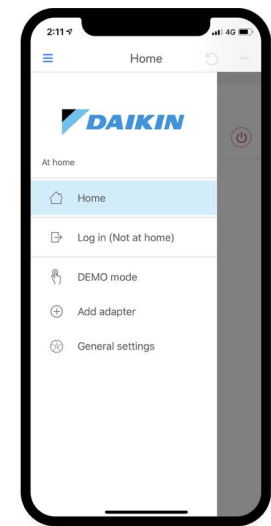 2:11
4G
Home
DAIKIN
At home
Home
Log in (Not at home)
DEMO mode
Add adapter
General settings